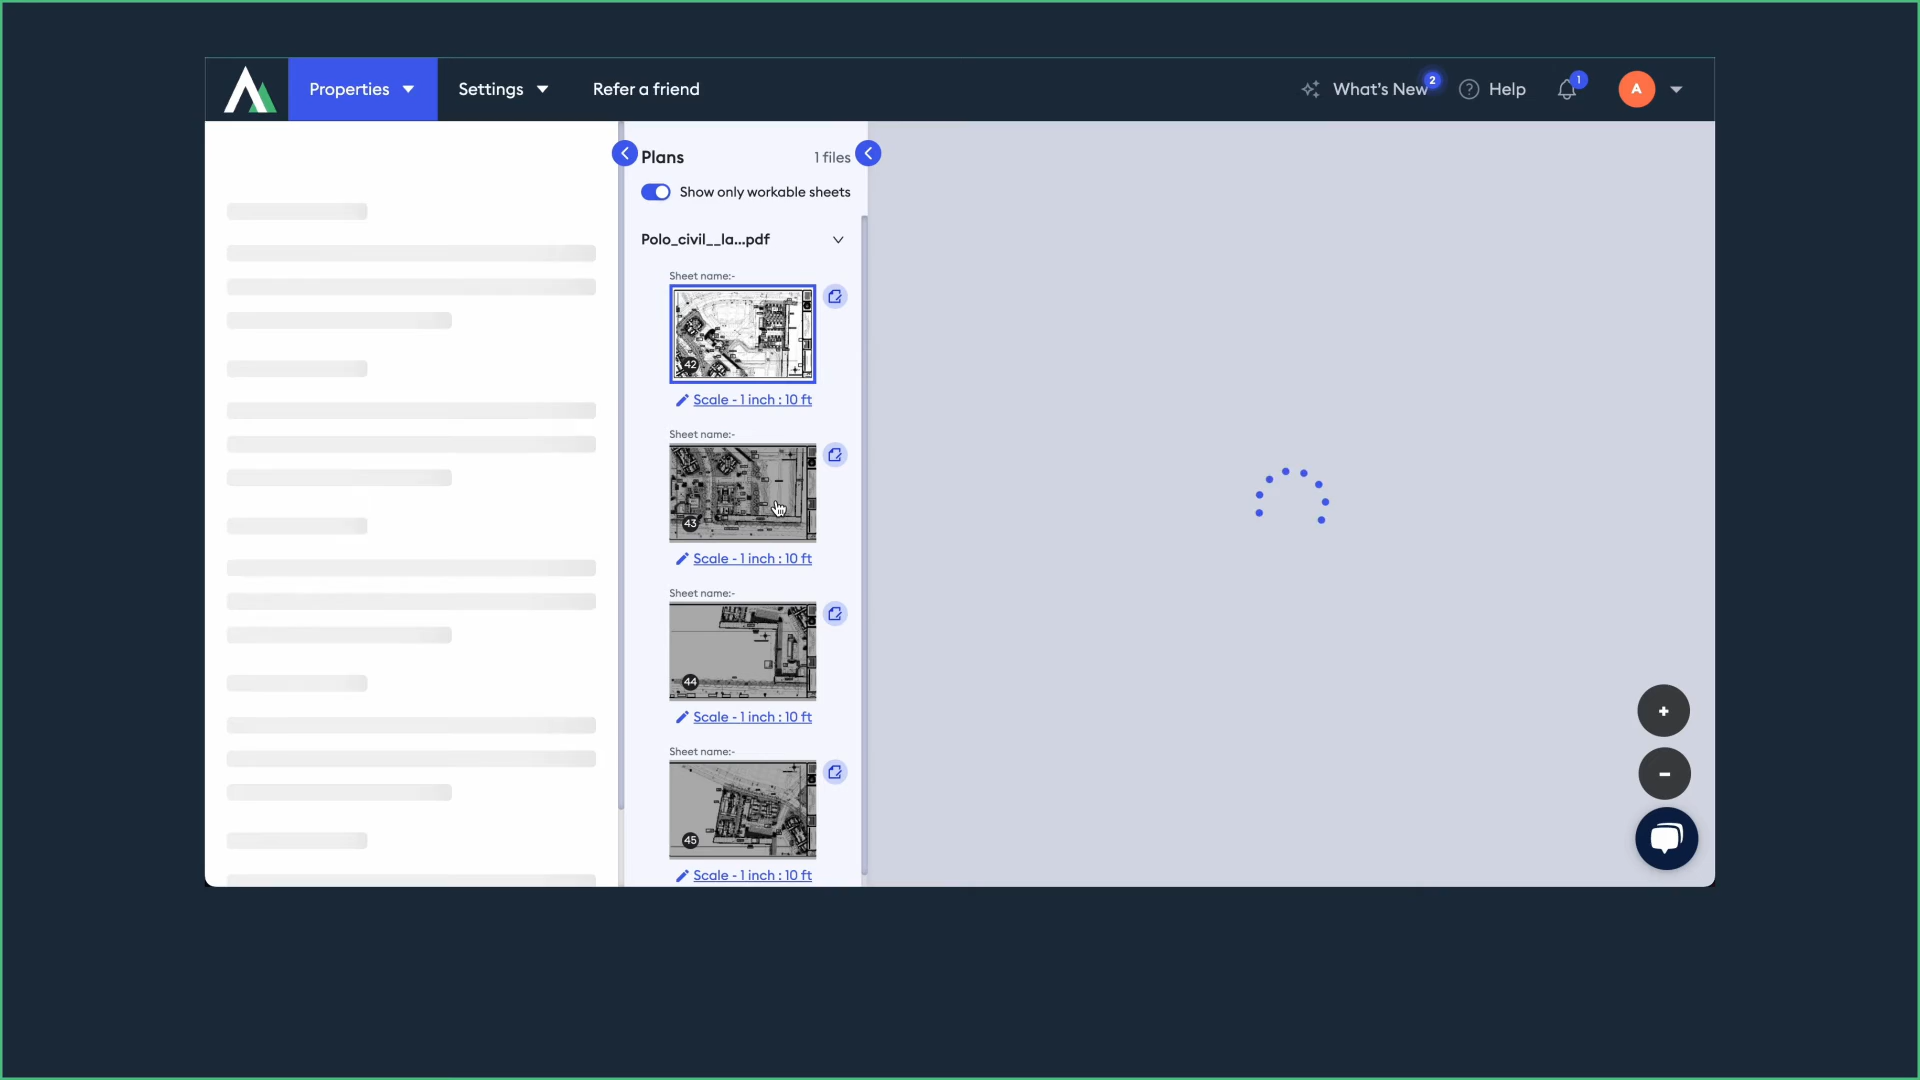 Properties
Settings
Refer a friend
What's New
2
? Help
1
A
Plans
1 files
Show only workable sheets
Polo_civil__la...pdf
Sheet name:-
42
Scale - 1 inch : 10 ft
Sheet name:-
43
Scale - 1 inch : 10 ft
Sheet name:-
44
Scale - 1 inch : 10 ft
Sheet name:-
45
Scale - 1 inch : 10 ft